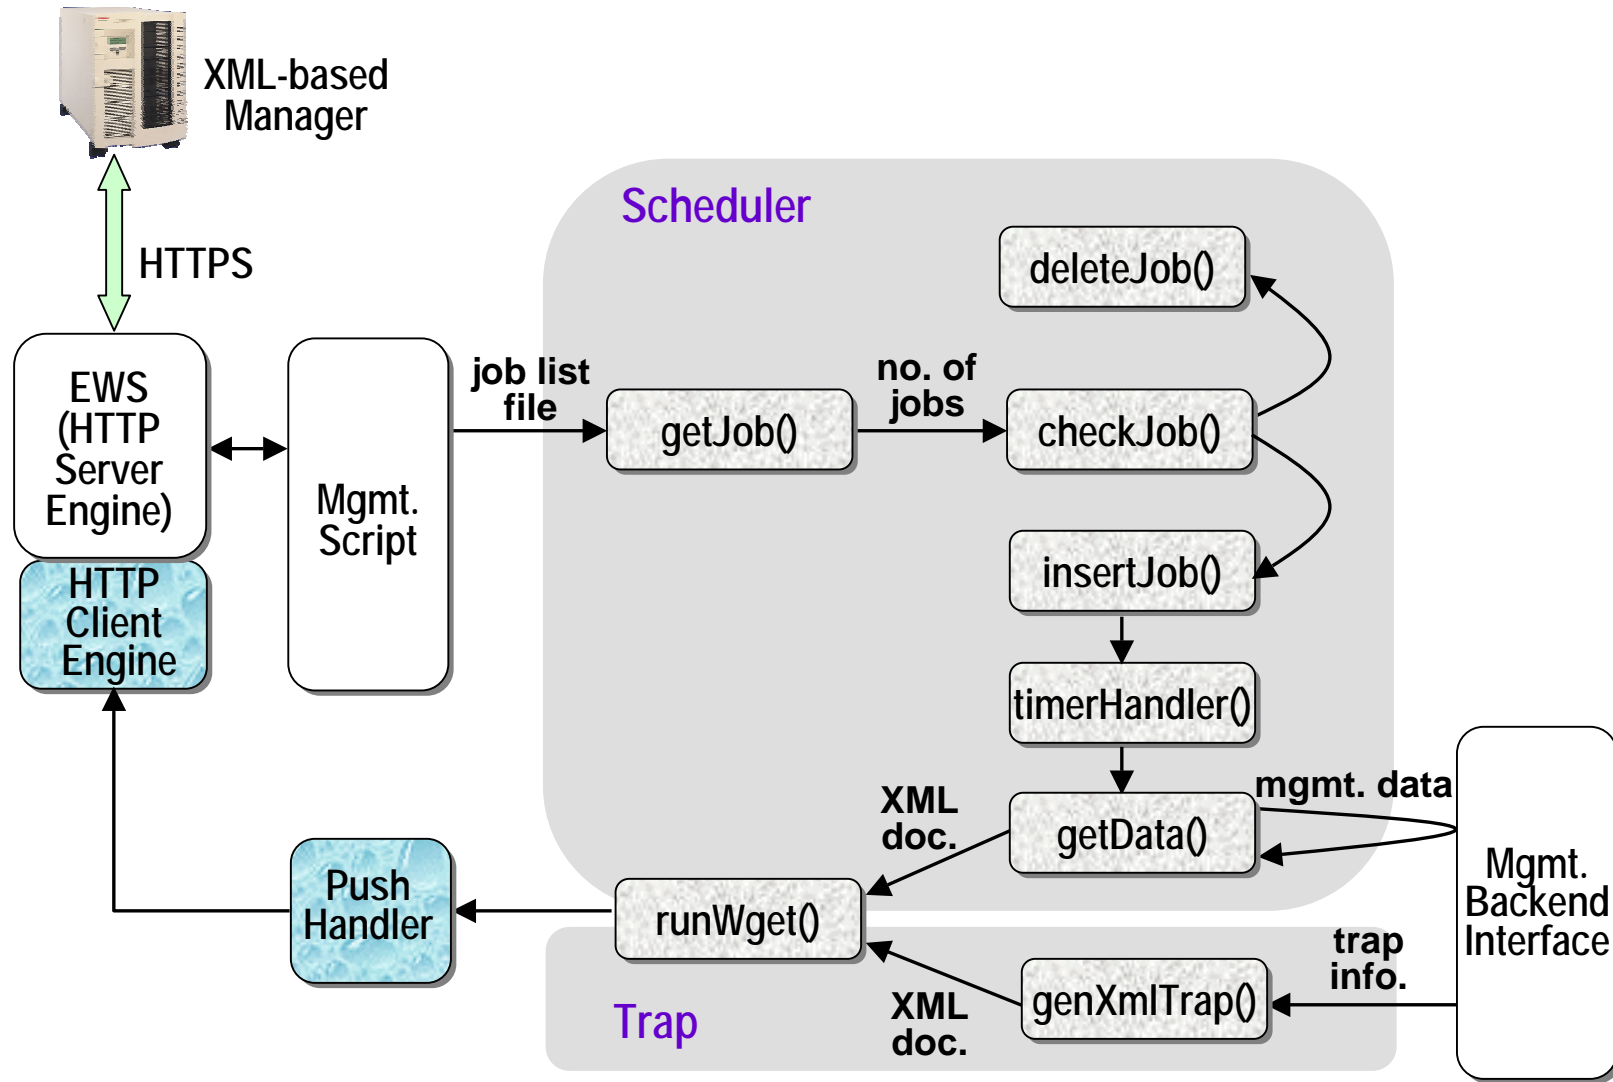 XML-based
Manager
HTTPS
Scheduler
deleteJob()
EWS
(HTTP
Server
Engine)
HTTP
Client
Engine
Mgmt.
Script
job list
file
getJob()
no. of
jobs
checkJob()
insertJob()
timerHandler()
getData()
mgmt. data
XML
doc.
Mgmt.
Backend
Interface
Push
Handler
runWget()
trap
info.
genXmlTrap()
XML
doc.
Trap